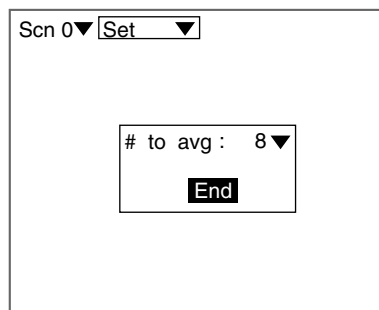 Scn 0▼ Set ▼
# to avg : 8▼
End